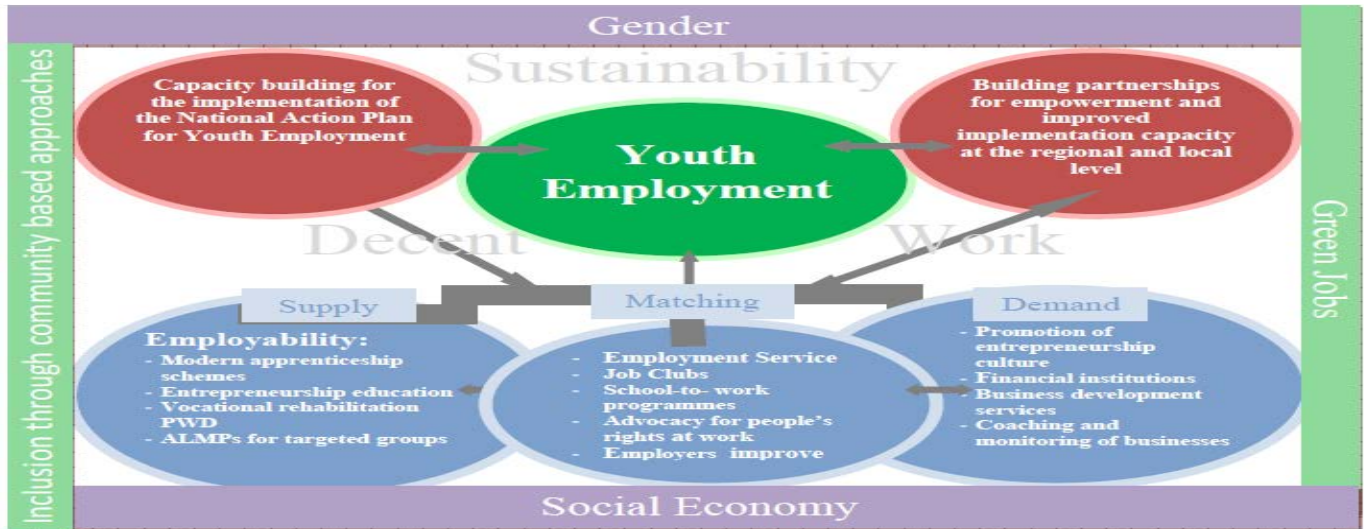 Gender
Inclusion through community based approaches
Green Jobs
Sustainability
Capacity building for
the implementation of
the National Action Plan
for Youth Employment
Youth
Employment
Building partnerships
for empowerment and
improved
implementation capacity
at the regional and local
level
Decent Work
Supply
Matching
Demand
Employability:
- Modern apprenticeship
schemes
- Entrepreneurship education
- Vocational rehabilitation
PWD
- ALMPs for targeted groups
- Employment Service
- Job Clubs
- School-to- work
programmes
- Advocacy for people's
rights at work
- Employers improve
- Promotion of
entrepreneurship
culture
- Financial institutions
- Business development
services
- Coaching and
monitoring of businesses
Social Economy